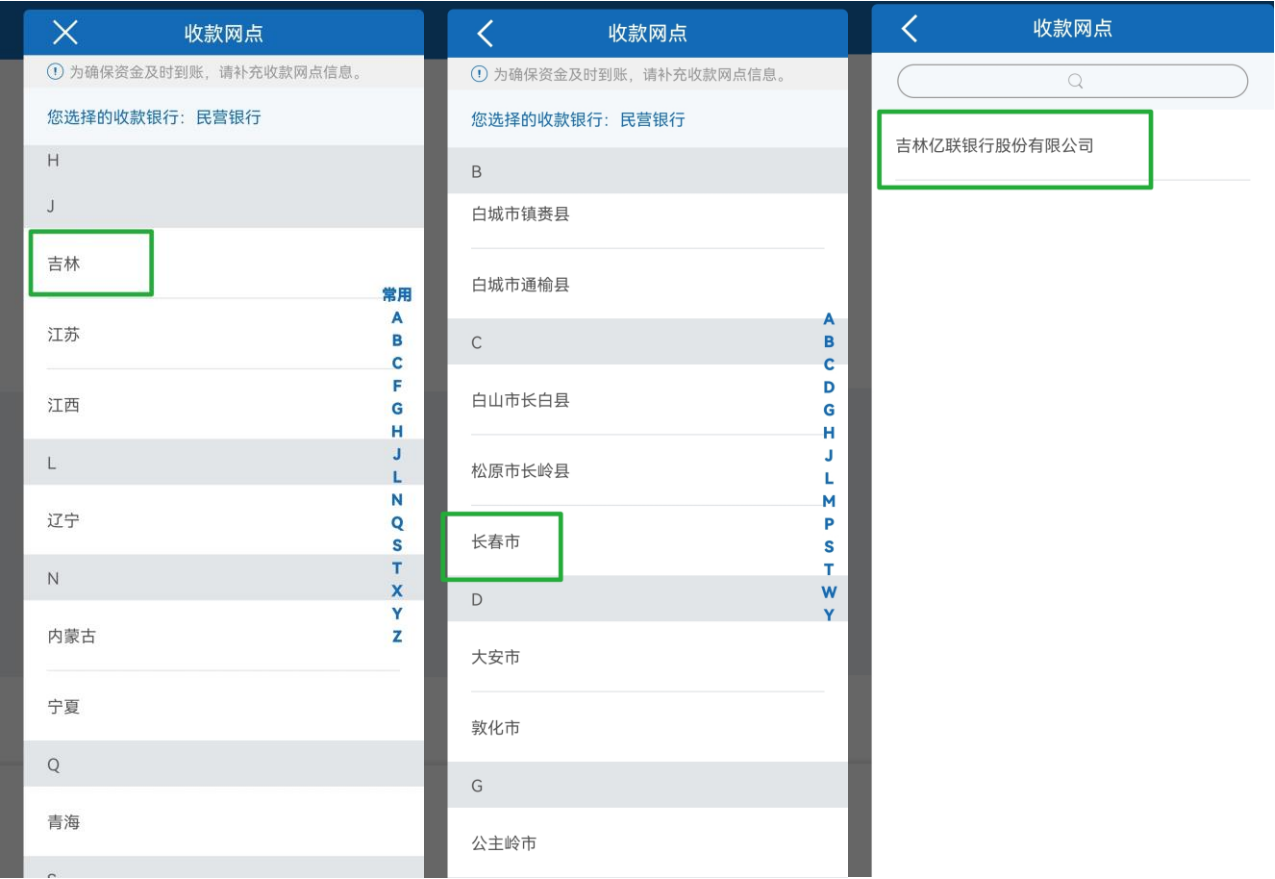 收款网点
为确保资金及时到账，请补充收款网点信息。
您选择的收款银行：民营银行
H
J
吉林
江苏
江西
L
辽宁
N
内蒙古
宁夏
Q
青海
常用
A
B
C
F
G
H
J
L
N
Q
S
T
X
Y
Z
收款网点
为确保资金及时到账，请补充收款网点信息。
您选择的收款银行：民营银行
B
白城市镇赉县
白城市通榆县
C
白山市长白县
松原市长岭县
长春市
D
大安市
敦化市
G
公主岭市
A
B
C
D
G
H
J
L
M
P
S
T
W
Y
收款网点
吉林亿联银行股份有限公司